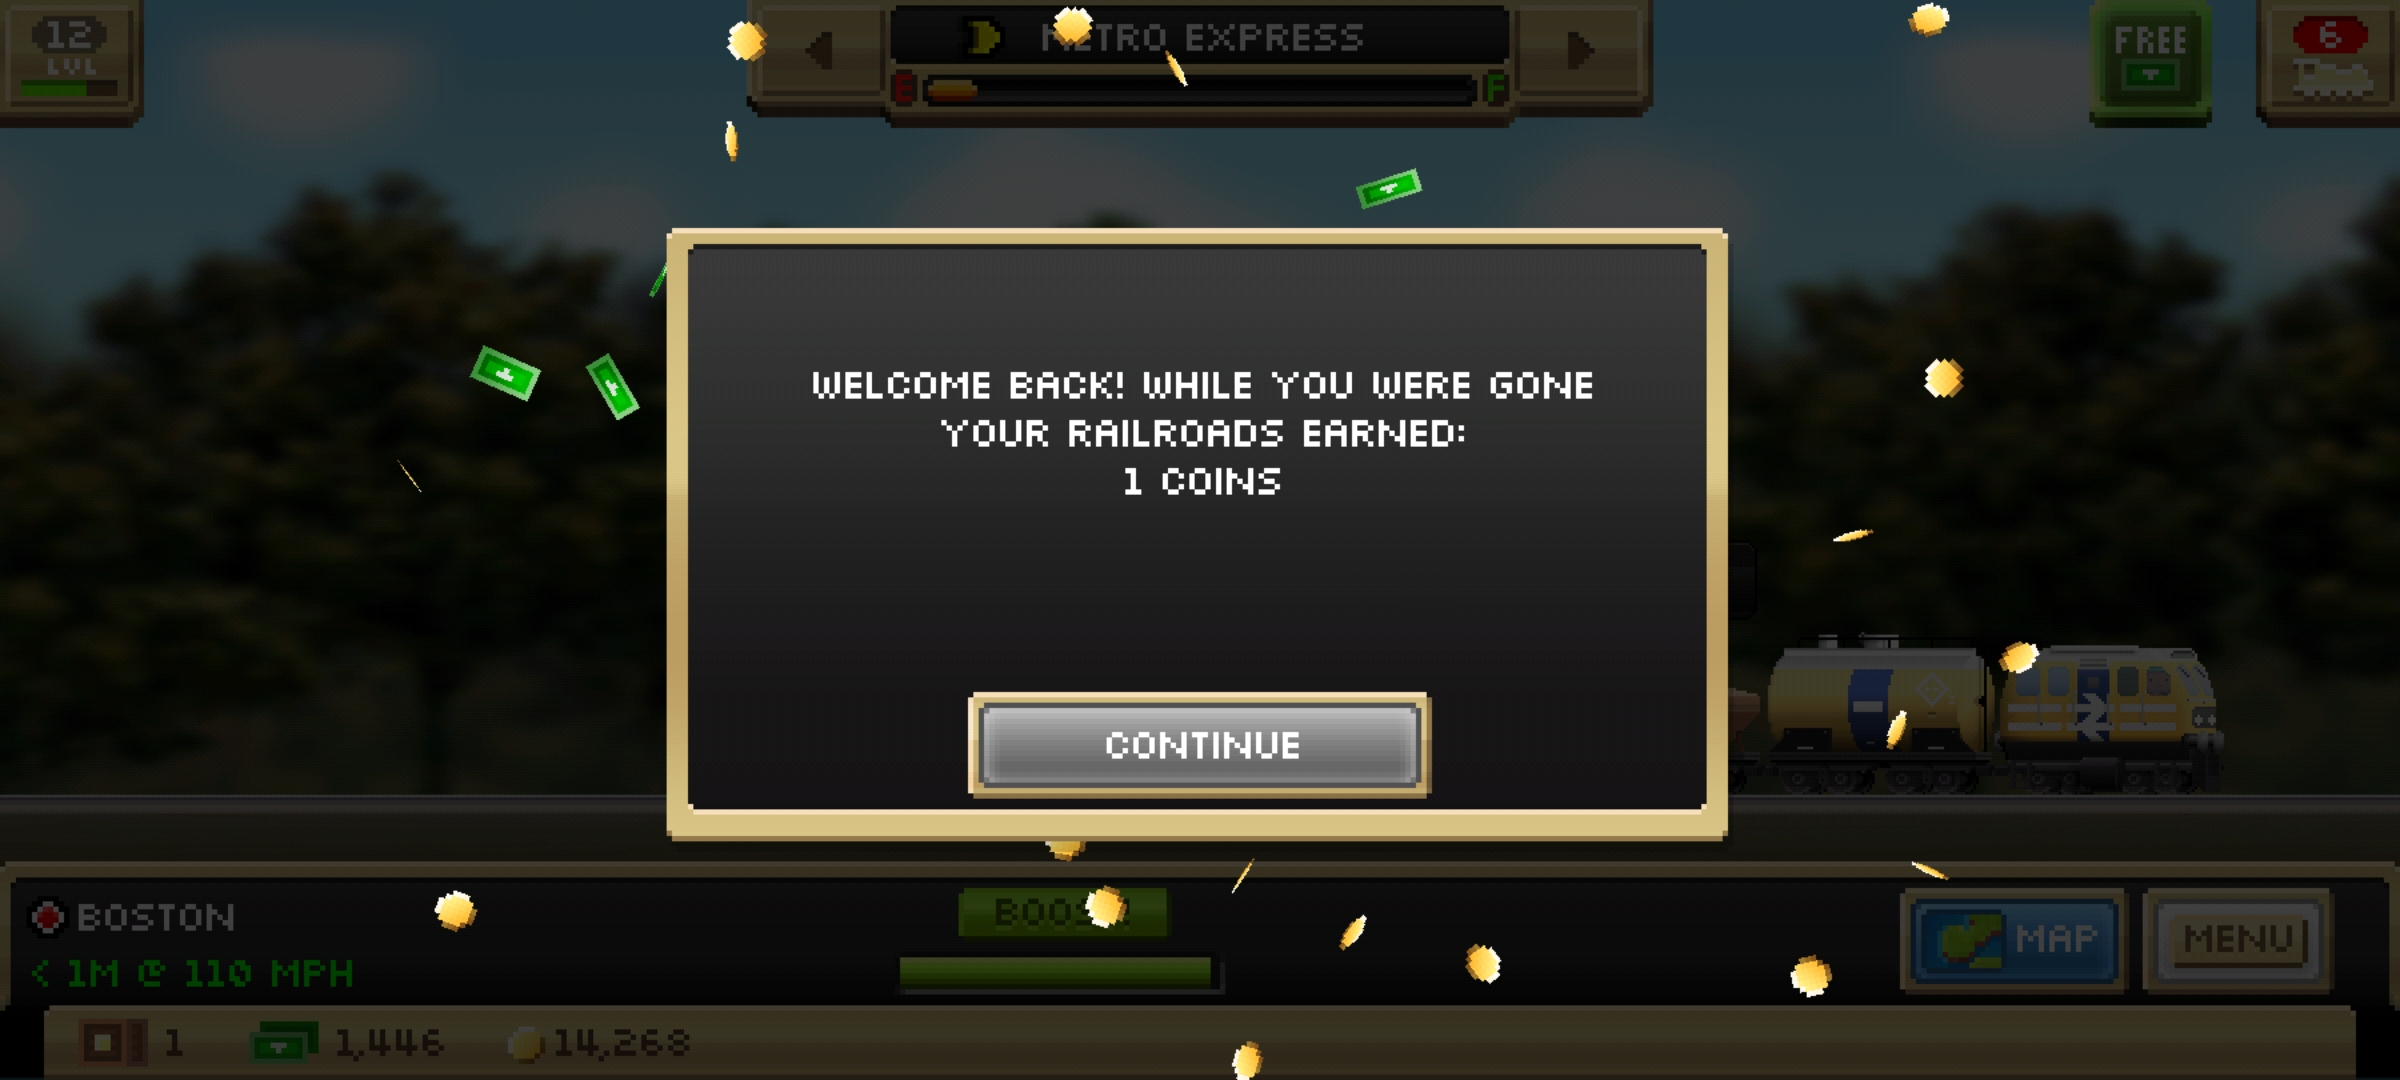 12
LVL
METRO EXPRESS
E F
FREE
6
WELCOME BACK! WHILE YOU WERE GONE
YOUR RAILROADS EARNED:
1 COINS
CONTINUE
BOSTON
< 1M @ 110 MPH
BOOST
MAP
MENU
1 1,446 14,268